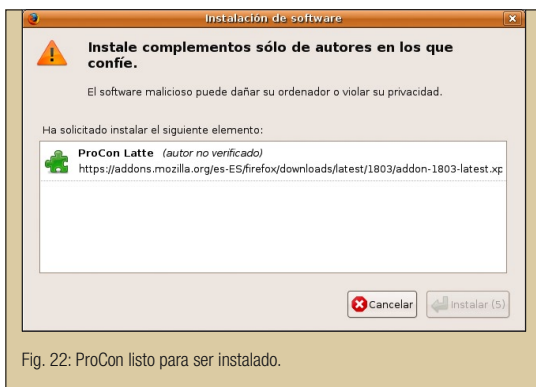 Instalación de software
Instale complementos sólo de autores en los que
confíe.
El software malicioso puede dañar su ordenador o violar su privacidad.
Ha solicitado instalar el siguiente elemento:
ProCon Latte (autor no verificado)
https://addons.mozilla.org/es-ES/firefox/downloads/latest/1803/addon-1803-latest.xp
Cancelar
Instalar (5)
Fig. 22: ProCon listo para ser instalado.